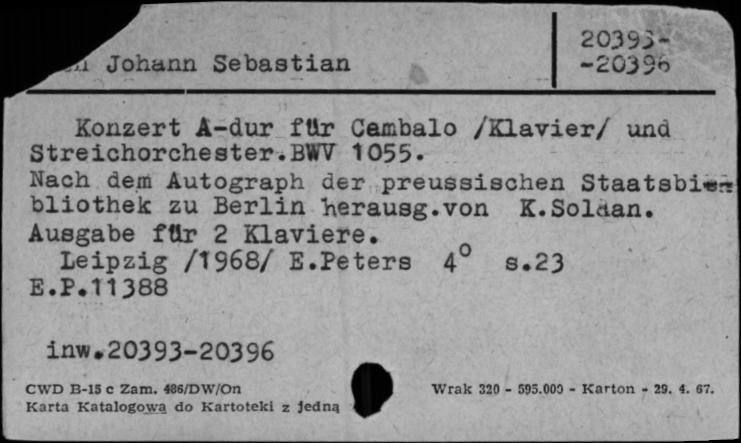 20393-
-20396
Johann Sebastian
Konzert A-dur für Cembalo /Klavier/ und
Streichorchester.BWV 1055.
Nach dem Autograph der preussischen Staatsbi
bliothek zu Berlin herausg.von K.Soldan.
Ausgabe für 2 Klaviere.
Leipzig /1968/ E.Peters 4° s.23
E.P.11388
inw.20393-20396
CWD B-15 c Zam. 486/DW/On Wrak 320 - 595.000 - Karton - 29. 4. 67.
Karta Katalogowa do Kartoteki z jedną